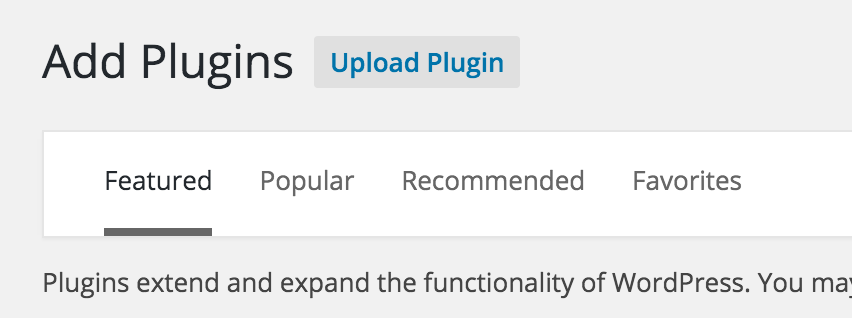 Add Plugins Upload Plugin
Featured Popular Recommended Favorites
Plugins extend and expand the functionality of WordPress. You may